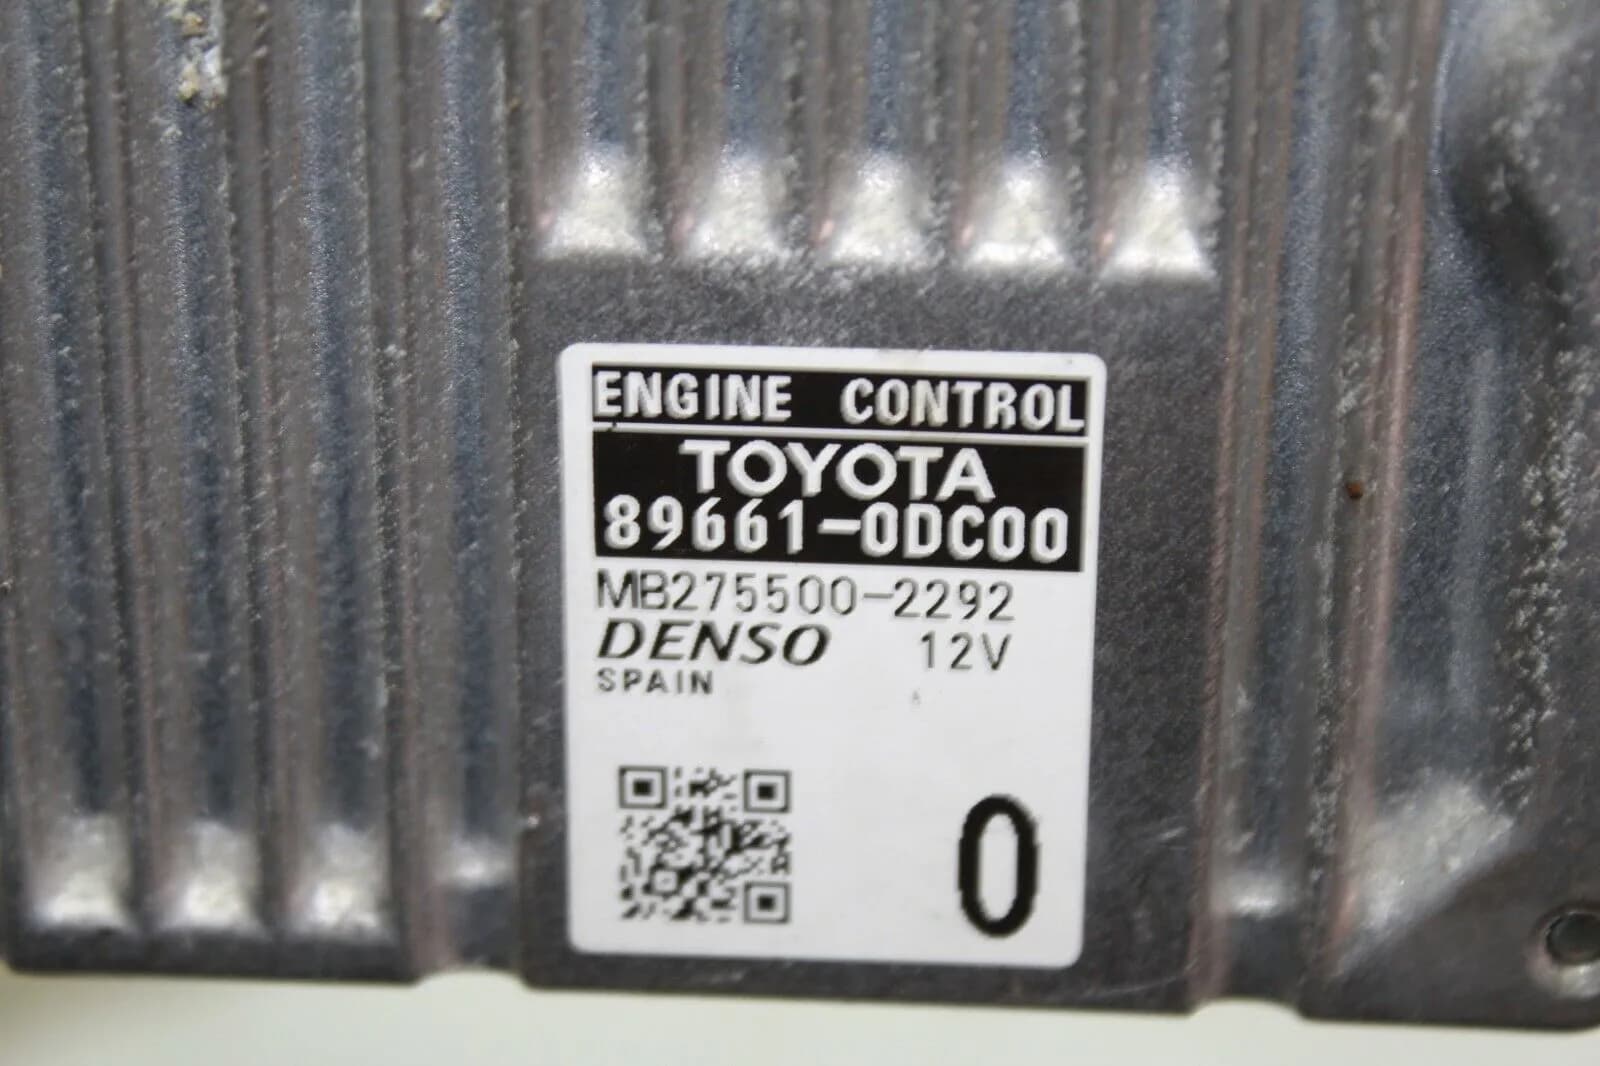 ENGINE CONTROL
TOYOTA
89661-0DC00
MB275500-2292
DENSO 12V
SPAIN
0